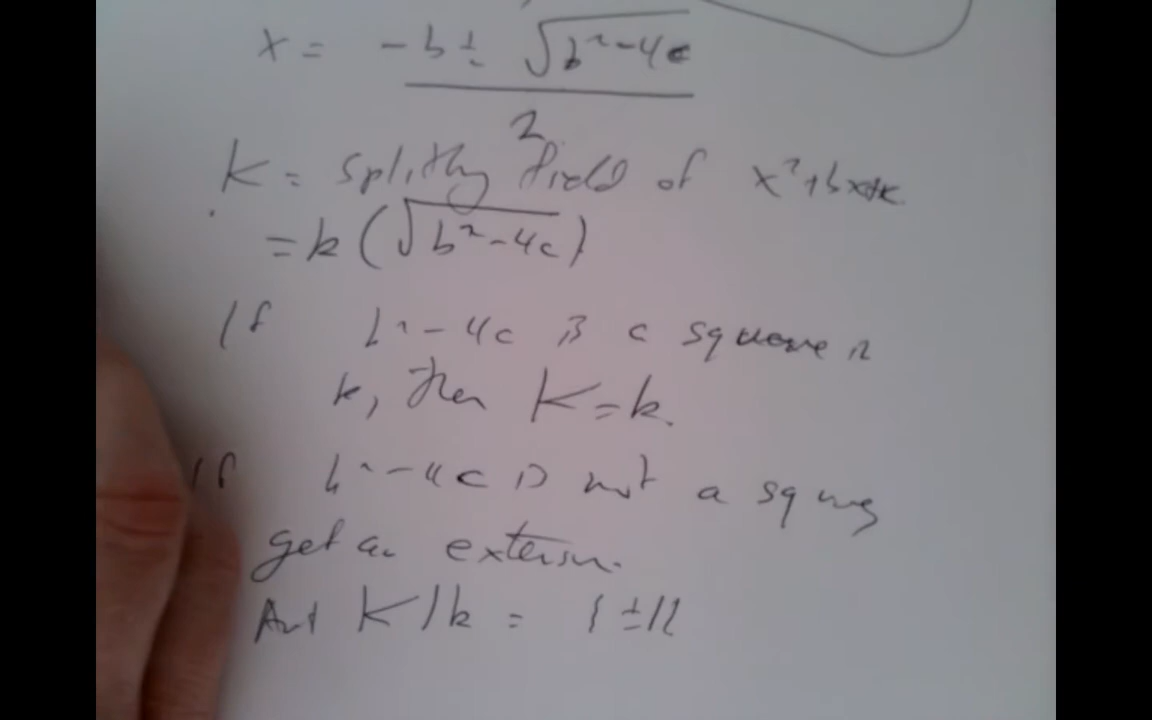 x = -b ± √b²-4c
2
K = splitting field of x²+bx+c
= k (√b²-4c)
If b²-4c is a square in
k, then K=k.
If b²-4c is not a square
get an extension.
Aut K/k = {±1}